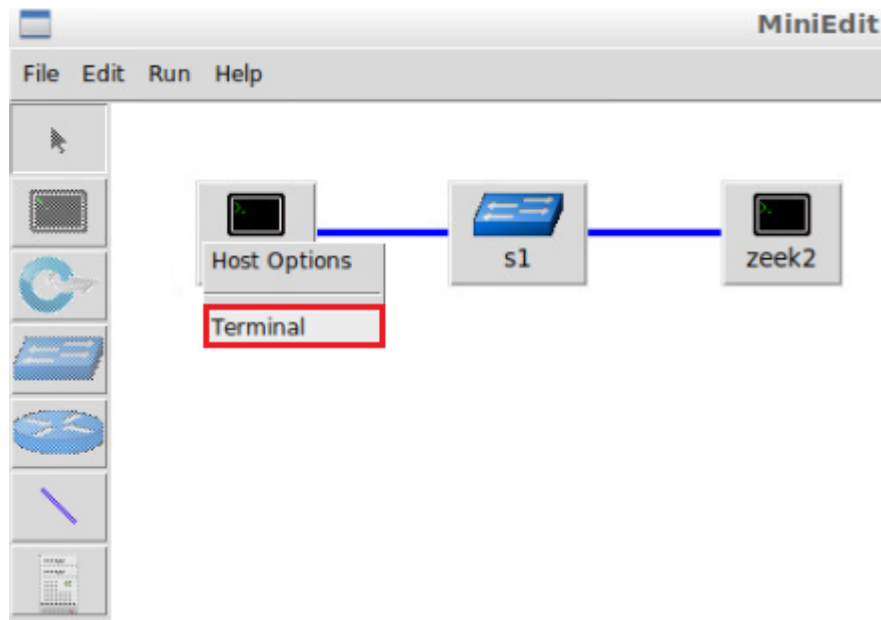 MiniEdit
File Edit Run Help
Host Options
s1
zeek2
Terminal